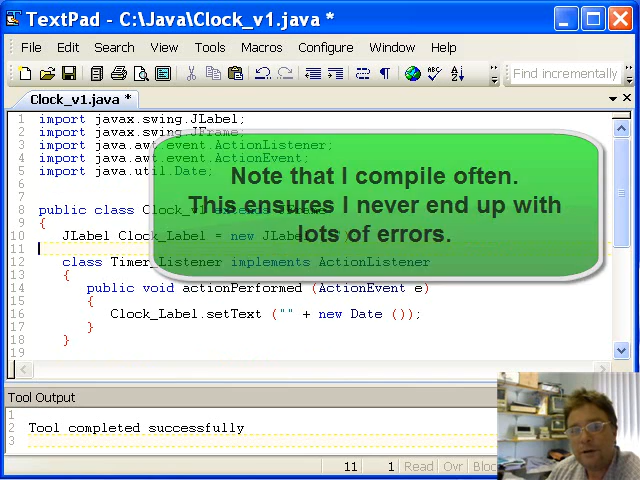 TextPad - C:\Java\Clock_v1.java *
File Edit Search View Tools Macros Configure Window Help
Find incrementally
Clock_v1.java *
1 import javax.swing.JLabel;
2 import javax.swing.JFrame;
3 import java.awt.event.ActionListener;
4 import java.awt.event.ActionEvent;
5 import java.util.Date;
6
7
8 public class Clock_v1 extends JFrame
9 {
10 JLabel Clock_Label = new JLabel
11
12 class Timer_Listener implements ActionListener
13 {
14 public void actionPerformed (ActionEvent e)
15 {
16 Clock_Label.setText ("" + new Date ());
17 }
18 }
19
Note that I compile often.
This ensures I never end up with
lots of errors.
Tool Output
1
2 Tool completed successfully
3
11 1 Read Ovr Bloc